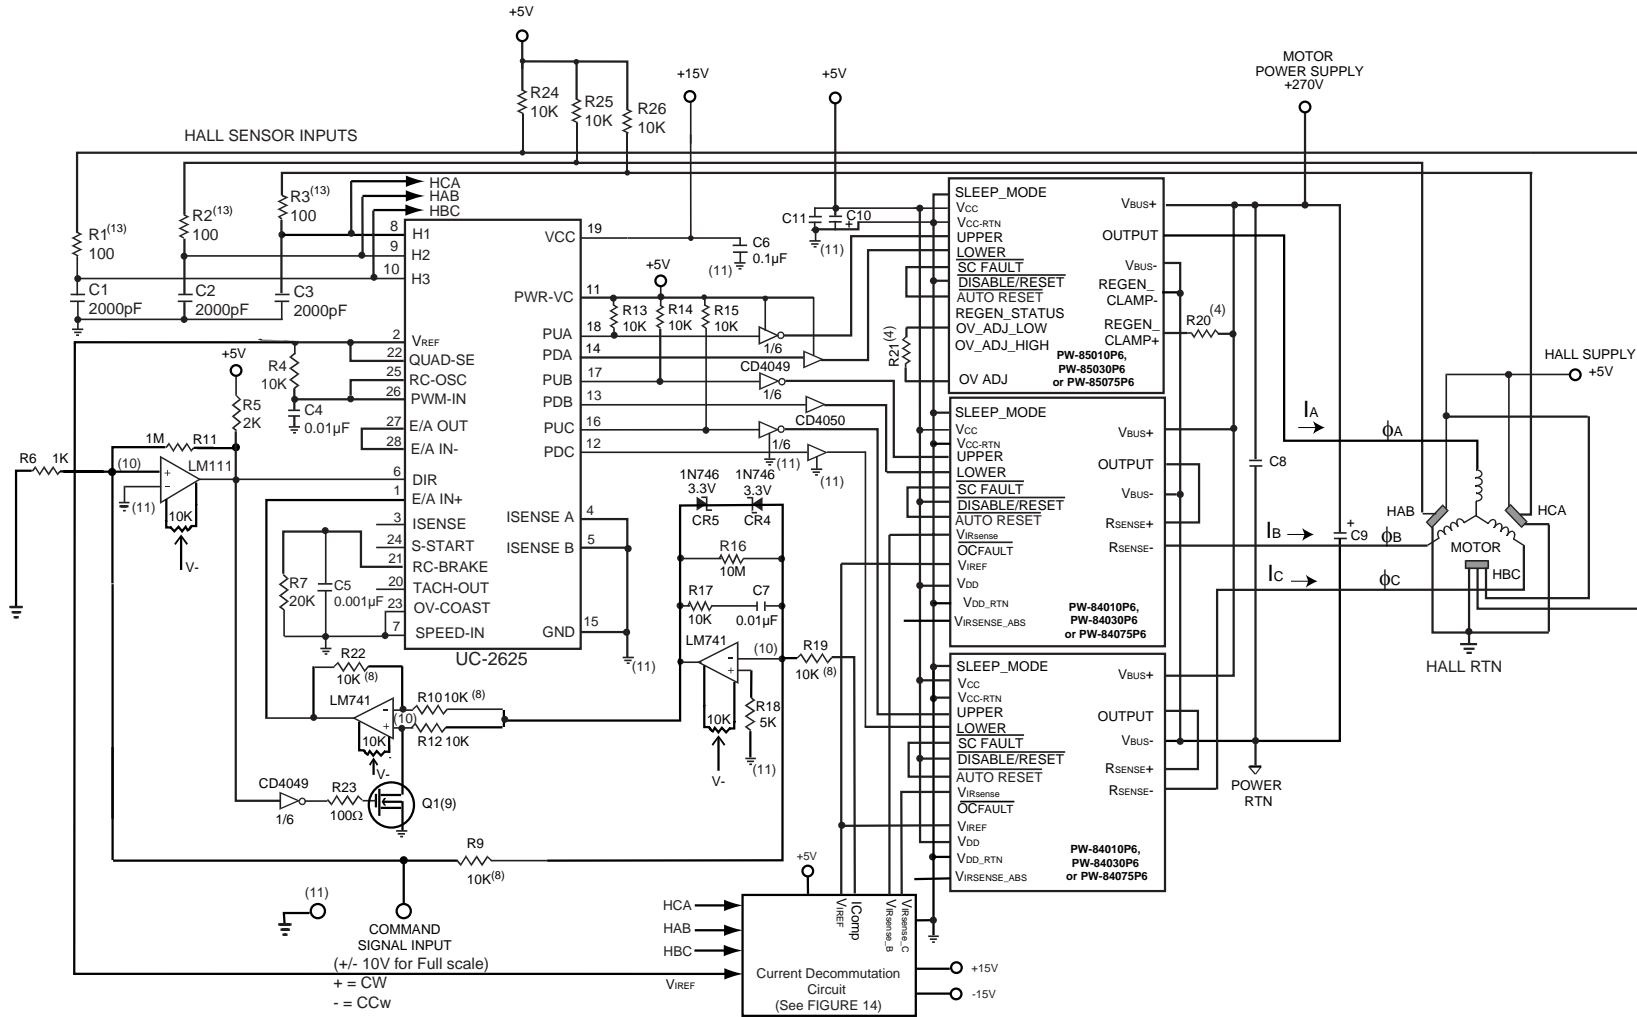 +5V
+15V
+5V
MOTOR
POWER SUPPLY
+270V
R24
10K
R25
10K
R26
10K
HALL SENSOR INPUTS
R1(13)
100
R2(13)
100
R3(13)
100
HCA
HAB
HBC
C1
2000pF
C2
2000pF
C3
2000pF
8 H1
9 H2
10 H3
2 VREF
22 QUAD-SE
25 RC-OSC
26 PWM-IN
27 E/A OUT
28 E/A IN-
6 DIR
1 E/A IN+
3 ISENSE
24 S-START
21 RC-BRAKE
20 TACH-OUT
23 OV-COAST
7 SPEED-IN
VCC 19
PWR-VC 11
PUA 18
PDA 14
PUB 17
PDB 13
PUC 16
PDC 12
ISENSE A 4
ISENSE B 5
GND 15
UC-2625
(11)
C6
0.1µF
(11)
+5V
R13
10K
R14
10K
R15
10K
1/6
CD4049
1/6
CD4050
1/6
(11)
(11)
R4
10K
C4
0.01µF
+5V
R5
2K
1M R11
R6 1K
(10)
+
-
LM111
(11)
10K
V-
R7
20K
C5
0.001µF
R22
10K (8)
LM741
-
+
(10)
10K
V-
R10 10K (8)
R12 10K
CD4049
1/6
R23
100Ω
Q1(9)
1N746
3.3V
CR5
1N746
3.3V
CR4
R16
10M
R17
10K
C7
0.01µF
LM741
-
+
(10)
10K
V-
R18
5K
(11)
R19
10K (8)
R9
10K(8)
(11)
COMMAND
SIGNAL INPUT
(+/- 10V for Full scale)
+ = CW
- = CCw
+5V
HCA
HAB
HBC
VIREF
VIREF
IComp
VIRsense_B
VIRsense_C
Current Decommutation
Circuit
(See FIGURE 14)
+15V
-15V
C11
C10
+
(11)
SLEEP_MODE
VCC
VCC-RTN
UPPER
LOWER
SC FAULT
DISABLE/RESET
AUTO RESET
REGEN_STATUS
OV_ADJ_LOW
OV_ADJ_HIGH
OV ADJ
R21(4)
VBUS+
OUTPUT
VBUS-
REGEN_
CLAMP-
REGEN_
CLAMP+
PW-85010P6,
PW-85030P6
or PW-85075P6
R20(4)
SLEEP_MODE
VCC
VCC-RTN
UPPER
LOWER
SC FAULT
DISABLE/RESET
AUTO RESET
VIRsense
OCFAULT
VIREF
VDD
VDD_RTN
VIRSENSE_ABS
VBUS+
OUTPUT
VBUS-
RSENSE+
RSENSE-
PW-84010P6,
PW-84030P6
or PW-84075P6
SLEEP_MODE
VCC
VCC-RTN
UPPER
LOWER
SC FAULT
DISABLE/RESET
AUTO RESET
VIRsense
OCFAULT
VIREF
VDD
VDD_RTN
VIRSENSE_ABS
VBUS+
OUTPUT
VBUS-
RSENSE+
RSENSE-
PW-84010P6,
PW-84030P6
or PW-84075P6
C8
+
C9
POWER
RTN
HALL SUPPLY
+5V
IA
ϕA
IB
ϕB
IC
ϕC
HAB
HCA
MOTOR
HBC
HALL RTN